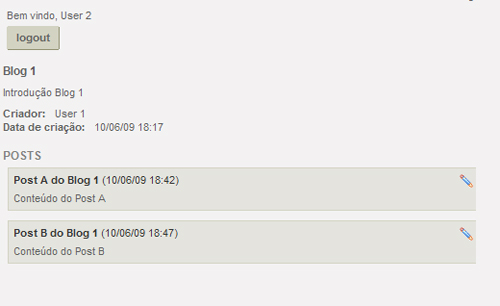 Bem vindo, User 2
logout
Blog 1
Introdução Blog 1
Criador: User 1
Data de criação: 10/06/09 18:17
POSTS
Post A do Blog 1 (10/06/09 18:42)
Conteúdo do Post A
Post B do Blog 1 (10/06/09 18:47)
Conteúdo do Post B